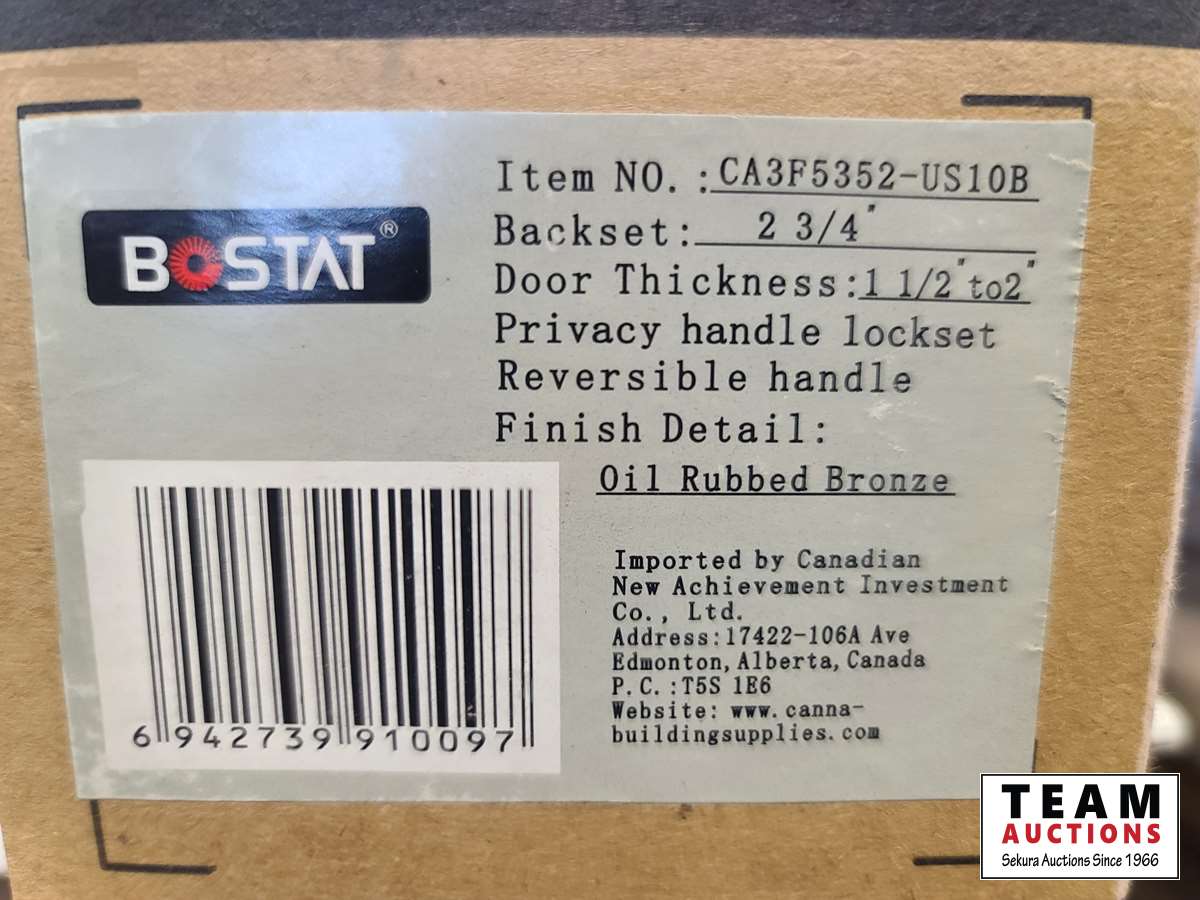 BOSTAT®
Item NO.:CA3F5352-US10B
Backset: 2 3/4"
Door Thickness:1 1/2"to2"
Privacy handle lockset
Reversible handle
Finish Detail:
Oil Rubbed Bronze
6 942739 910097
Imported by Canadian
New Achievement Investment
Co., Ltd.
Address:17422-106A Ave
Edmonton, Alberta, Canada
P.C.:T5S 1E6
Website: www.canna-
buildingsupplies.com
TEAM
AUCTIONS
Sekura Auctions Since 1966